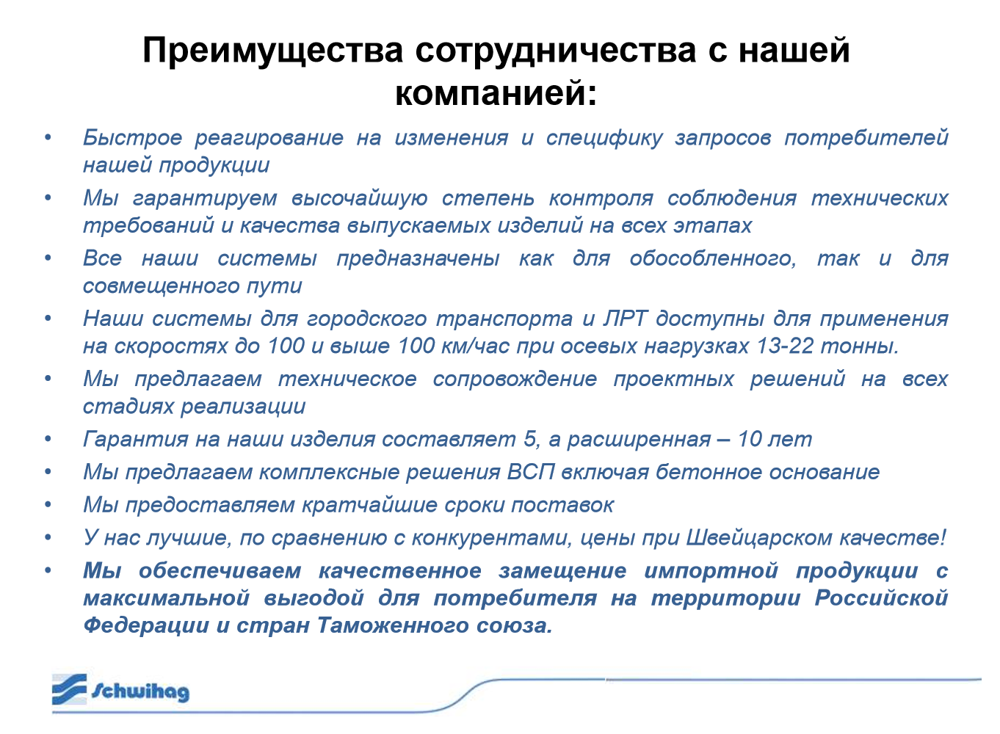 Преимущества сотрудничества с нашей
компанией:
• Быстрое реагирование на изменения и специфику запросов потребителей
нашей продукции
• Мы гарантируем высочайшую степень контроля соблюдения технических
требований и качества выпускаемых изделий на всех этапах
• Все наши системы предназначены как для обособленного, так и для
совмещенного пути
• Наши системы для городского транспорта и ЛРТ доступны для применения
на скоростях до 100 и выше 100 км/час при осевых нагрузках 13-22 тонны.
• Мы предлагаем техническое сопровождение проектных решений на всех
стадиях реализации
• Гарантия на наши изделия составляет 5, а расширенная – 10 лет
• Мы предлагаем комплексные решения ВСП включая бетонное основание
• Мы предоставляем кратчайшие сроки поставок
• У нас лучшие, по сравнению с конкурентами, цены при Швейцарском качестве!
• Мы обеспечиваем качественное замещение импортной продукции с
максимальной выгодой для потребителя на территории Российской
Федерации и стран Таможенного союза.
Schwihag